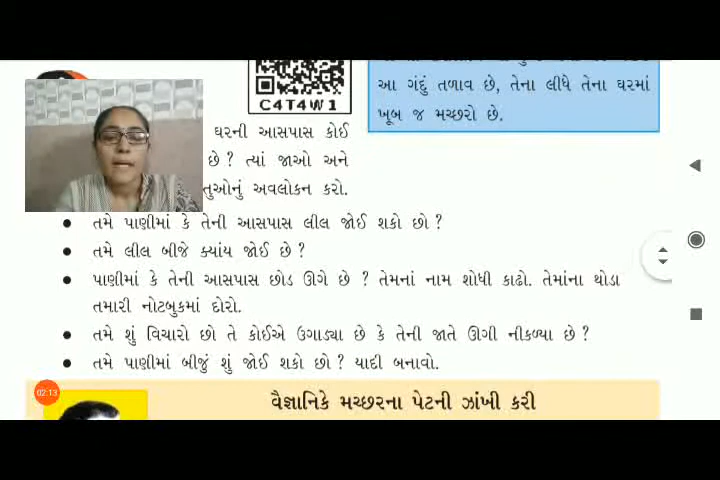 આ ગંદું તળાવ છે, તેના લીધે તેના ઘરમાં
ખૂબ જ મચ્છરો છે.
C4T4W1
ઘરની આસપાસ કોઈ
છે? ત્યાં જાઓ અને
તુઓનું અવલોકન કરો.
• તમે પાણીમાં કે તેની આસપાસ લીલ જોઈ શકો છો?
• તમે લીલ બીજે ક્યાંય જોઈ છે?
• પાણીમાં કે તેની આસપાસ છોડ ઊગે છે ? તેમનાં નામ શોધી કાઢો. તેમાંના થોડા
તમારી નોટબુકમાં દોરો.
• તમે શું વિચારો છો તે કોઈએ ઉગાડ્યા છે કે તેની જાતે ઊગી નીકળ્યા છે?
• તમે પાણીમાં બીજું શું જોઈ શકો છો? યાદી બનાવો.
02:13
વૈજ્ઞાનિકે મચ્છરના પેટની ઝાંખી કરી